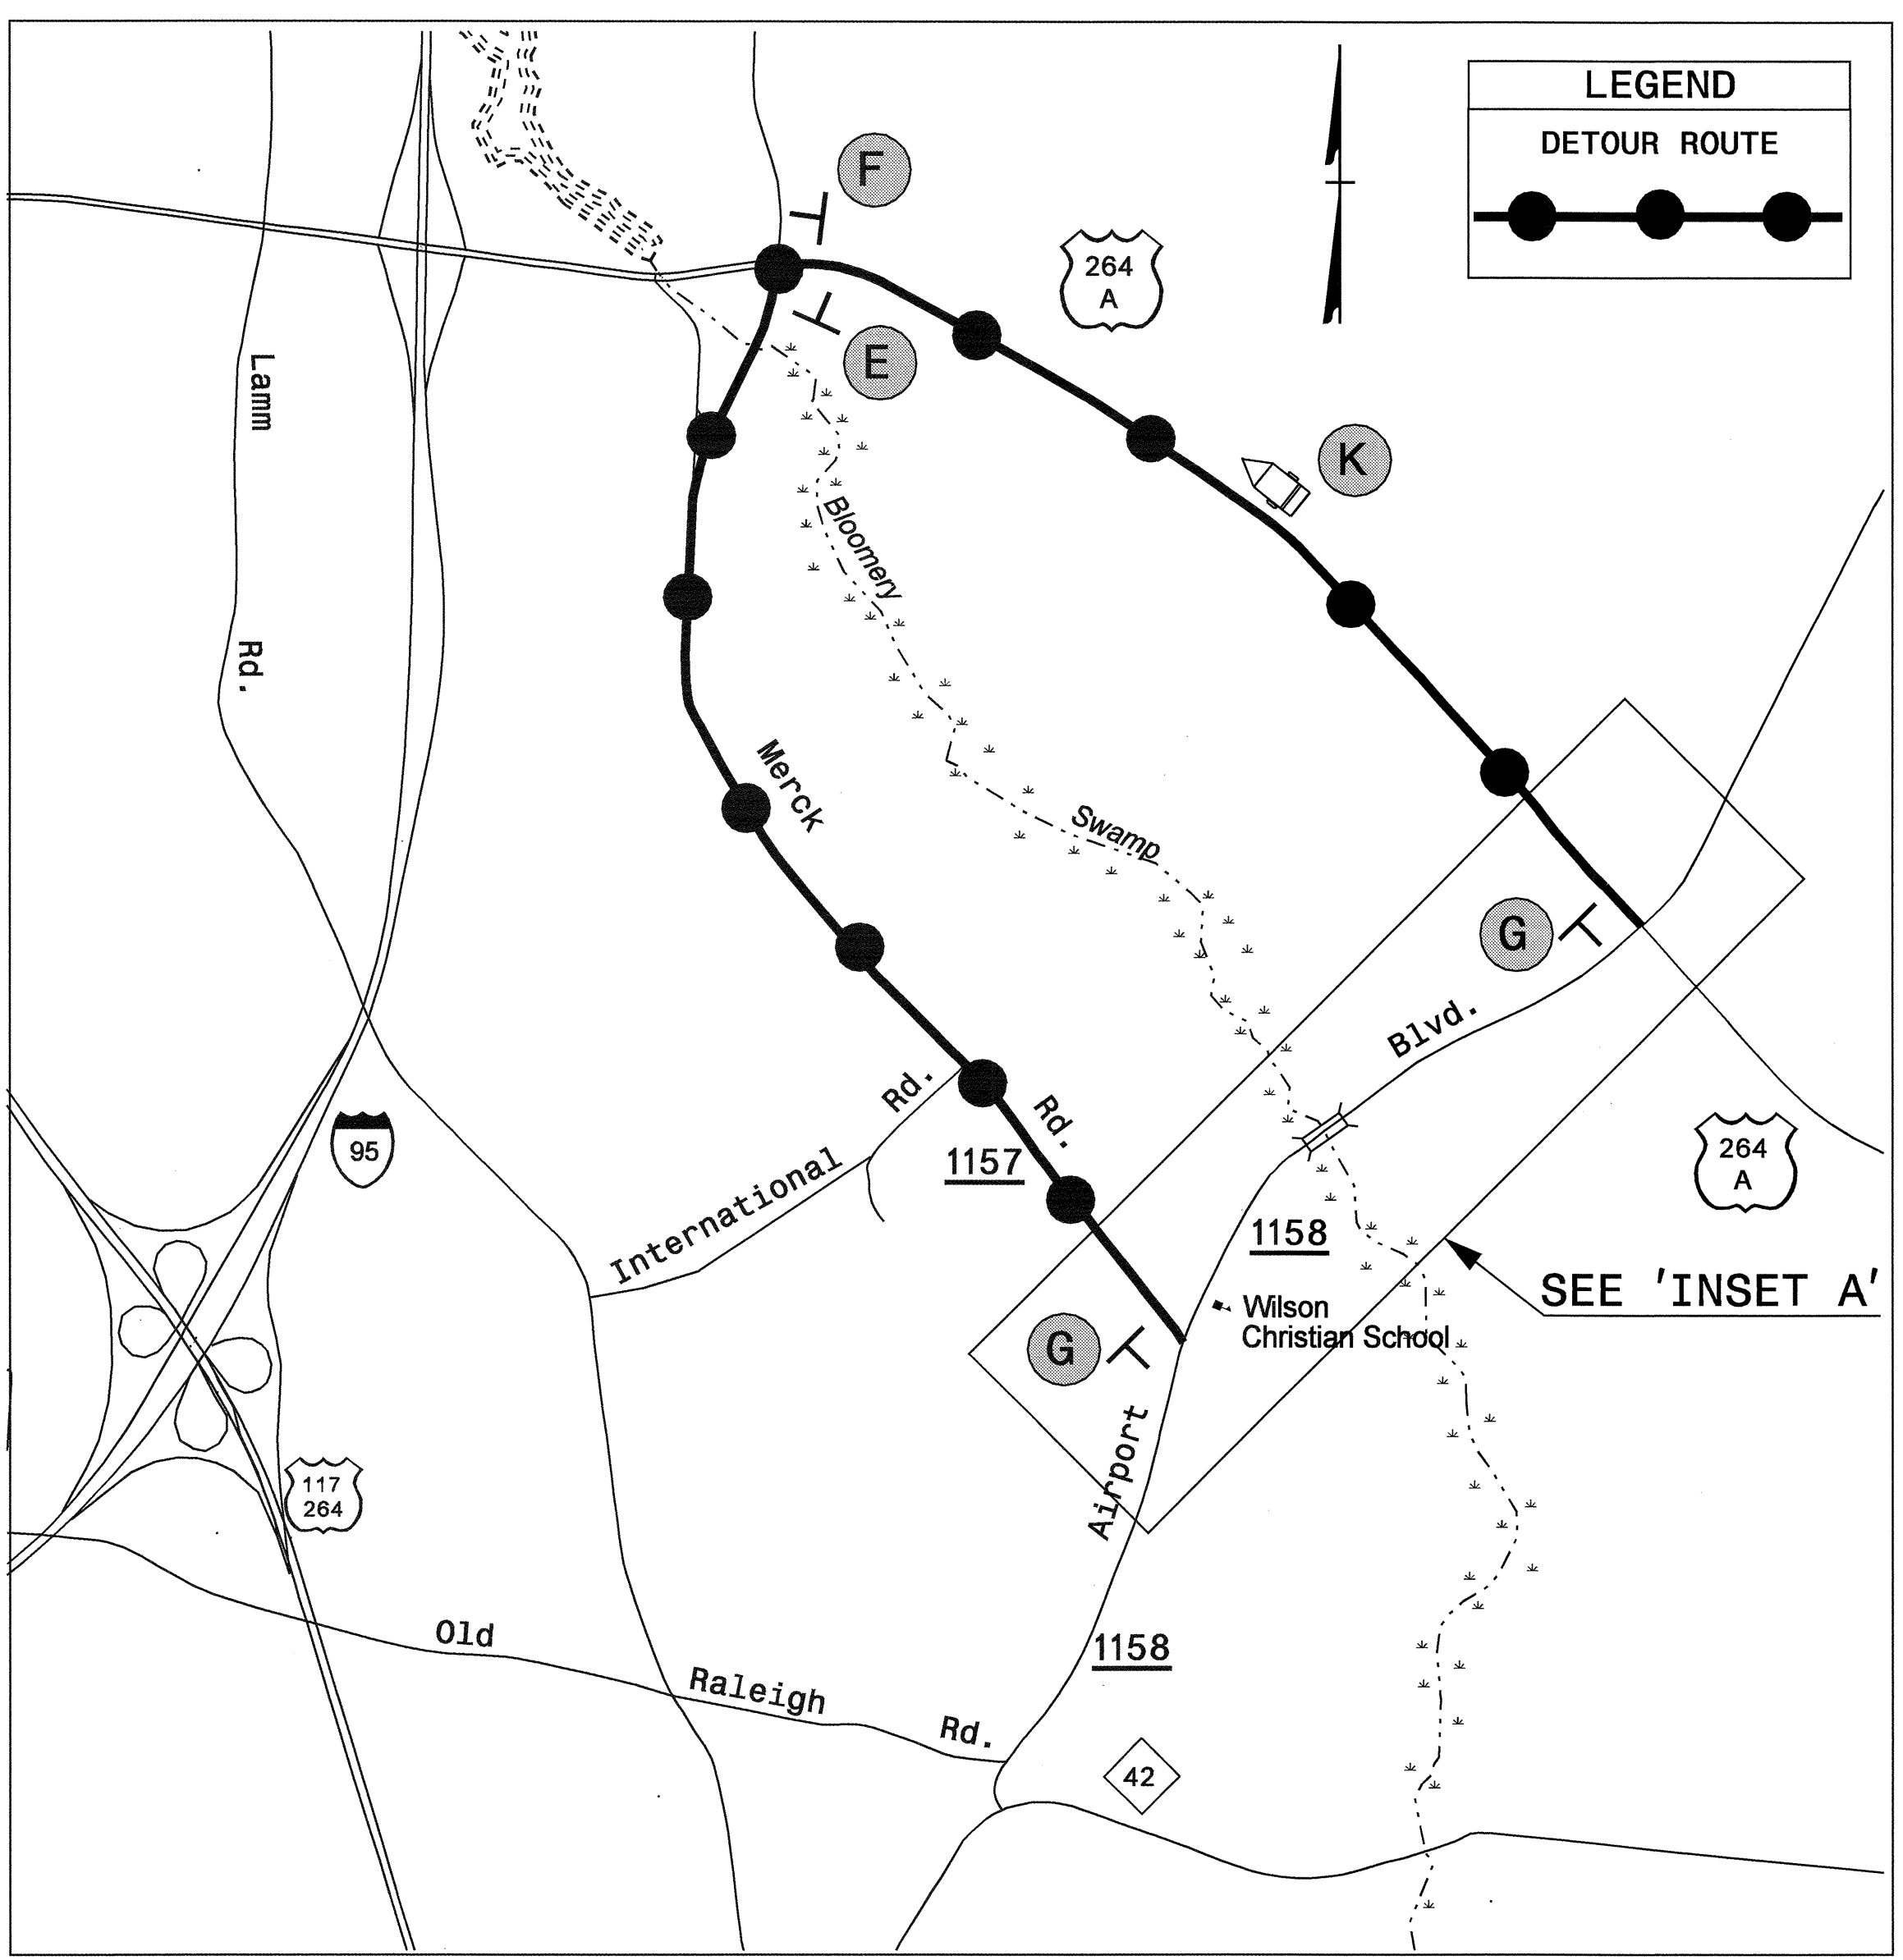 LEGEND
DETOUR ROUTE
F
264
A
E
Lamm
Rd.
K
Bloomery
Swamp
Merck
Rd.
G
Blvd.
International
Rd.
1157
95
1158
264
A
SEE 'INSET A'
Wilson
Christian School
G
Airport
117
264
Old
Raleigh
Rd.
1158
42